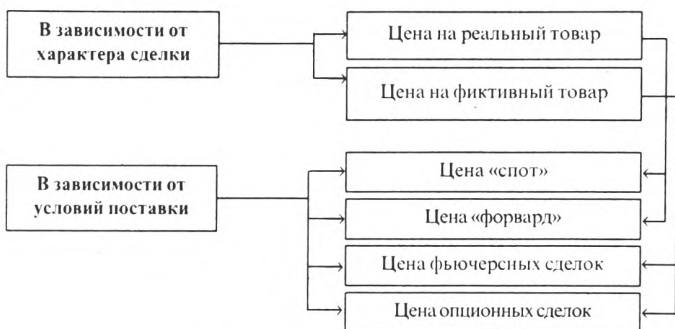 В зависимости от
характера сделки
Цена на реальный товар
Цена на фиктивный товар
В зависимости от
условий поставки
Цена «спот»
Цена «форвард»
Цена фьючерсных сделок
Цена опционных сделок